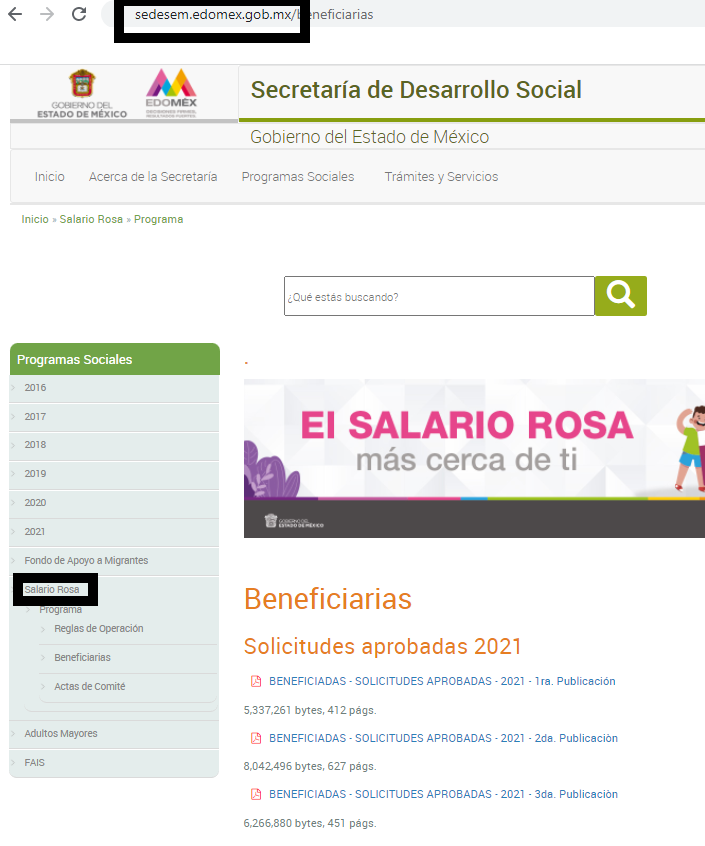 sedesem.edomex.gob.mx/beneficiarias
GOBIERNO DEL
ESTADO DE MÉXICO
EDOMÉX
DECISIONES FIRMES, RESULTADOS FUERTES.
Secretaría de Desarrollo Social
Gobierno del Estado de México
Inicio Acerca de la Secretaría Programas Sociales Trámites y Servicios
Inicio » Salario Rosa » Programa
¿Qué estás buscando?
Programas Sociales
2016
2017
2018
2019
2020
2021
Fondo de Apoyo a Migrantes
Salario Rosa
Programa
Reglas de Operación
Beneficiarias
Actas de Comité
Adultos Mayores
FAIS
.
El SALARIO ROSA
más cerca de ti
GOBIERNO DEL
ESTADO DE MÉXICO
Beneficiarias
Solicitudes aprobadas 2021
BENEFICIADAS - SOLICITUDES APROBADAS - 2021 - 1ra. Publicación
5,337,261 bytes, 412 págs.
BENEFICIADAS - SOLICITUDES APROBADAS - 2021 - 2da. Publicación
8,042,496 bytes, 627 págs.
BENEFICIADAS - SOLICITUDES APROBADAS - 2021 - 3da. Publicación
6,266,880 bytes, 451 págs.